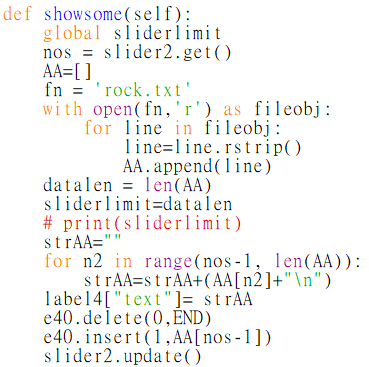 def showsome(self):
    global sliderlimit
    nos = slider2.get()
    AA=[]
    fn = 'rock.txt'
    with open(fn,'r') as fileobj:
        for line in fileobj:
            line=line.rstrip()
            AA.append(line)
    datalen = len(AA)
    sliderlimit=datalen
    # print(sliderlimit)
    strAA=""
    for n2 in range(nos-1, len(AA)):
        strAA=strAA+(AA[n2]+"\n")
    label4["text"]= strAA
    e40.delete(0,END)
    e40.insert(1,AA[nos-1])
    slider2.update()